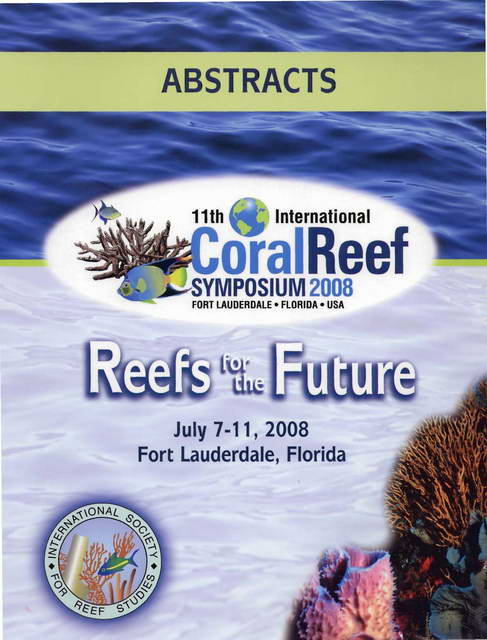 ABSTRACTS
11th International
CoralReef
SYMPOSIUM 2008
FORT LAUDERDALE • FLORIDA • USA
Reefs for the Future
July 7-11, 2008
Fort Lauderdale, Florida
INTERNATIONAL SOCIETY
FOR REEF STUDIES